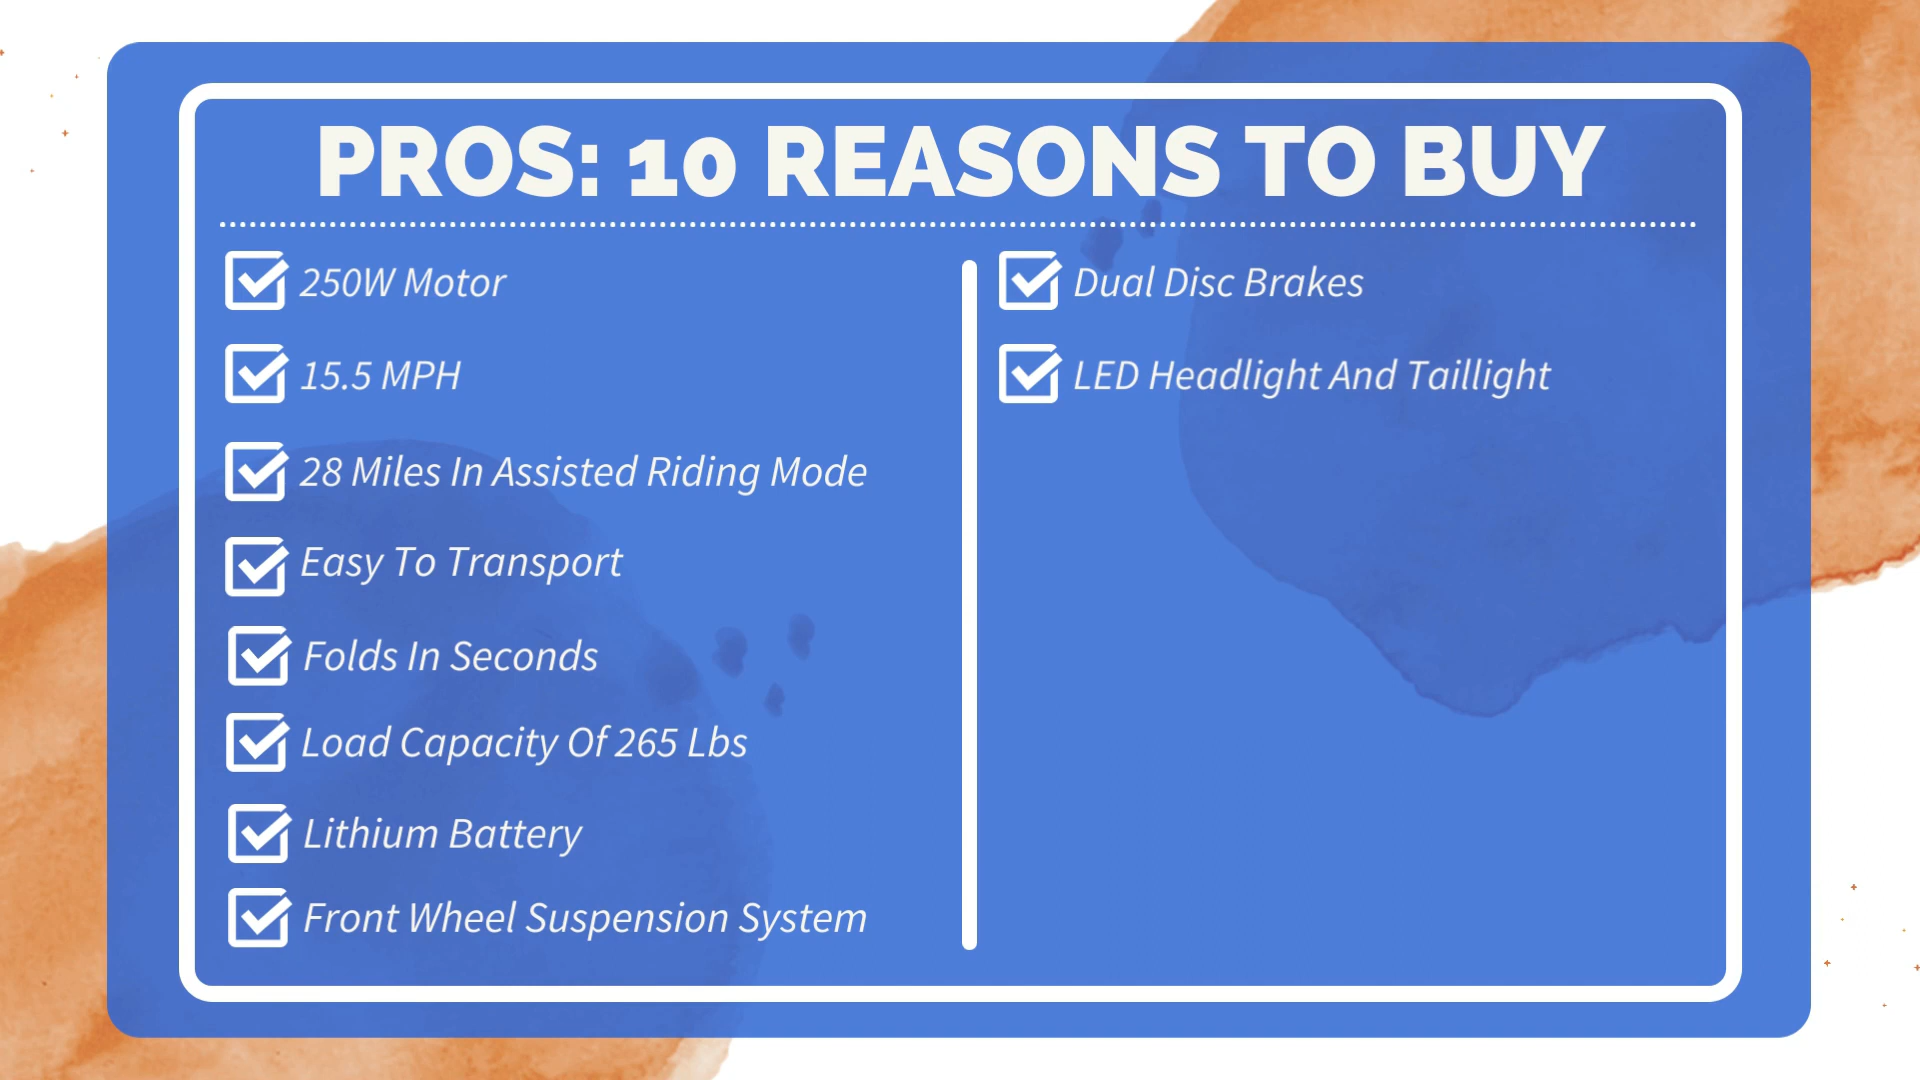 PROS: 10 REASONS TO BUY
250W Motor
15.5 MPH
28 Miles In Assisted Riding Mode
Easy To Transport
Folds In Seconds
Load Capacity Of 265 Lbs
Lithium Battery
Front Wheel Suspension System
Dual Disc Brakes
LED Headlight And Taillight